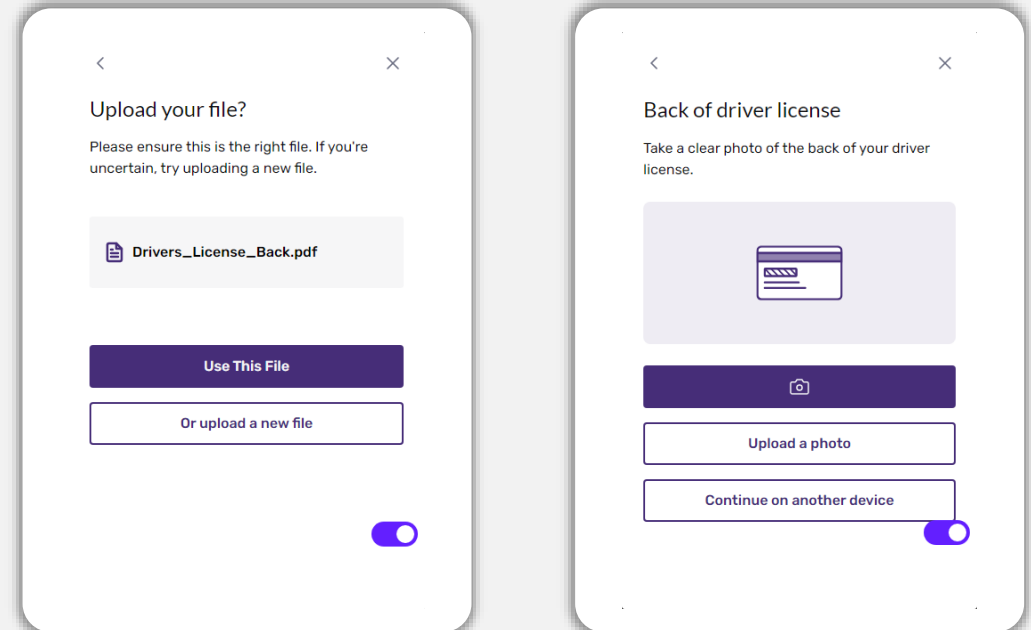 Upload your file?
Please ensure this is the right file. If you're
uncertain, try uploading a new file.
Drivers_License_Back.pdf
Use This File
Or upload a new file
Back of driver license
Take a clear photo of the back of your driver
license.
Upload a photo
Continue on another device